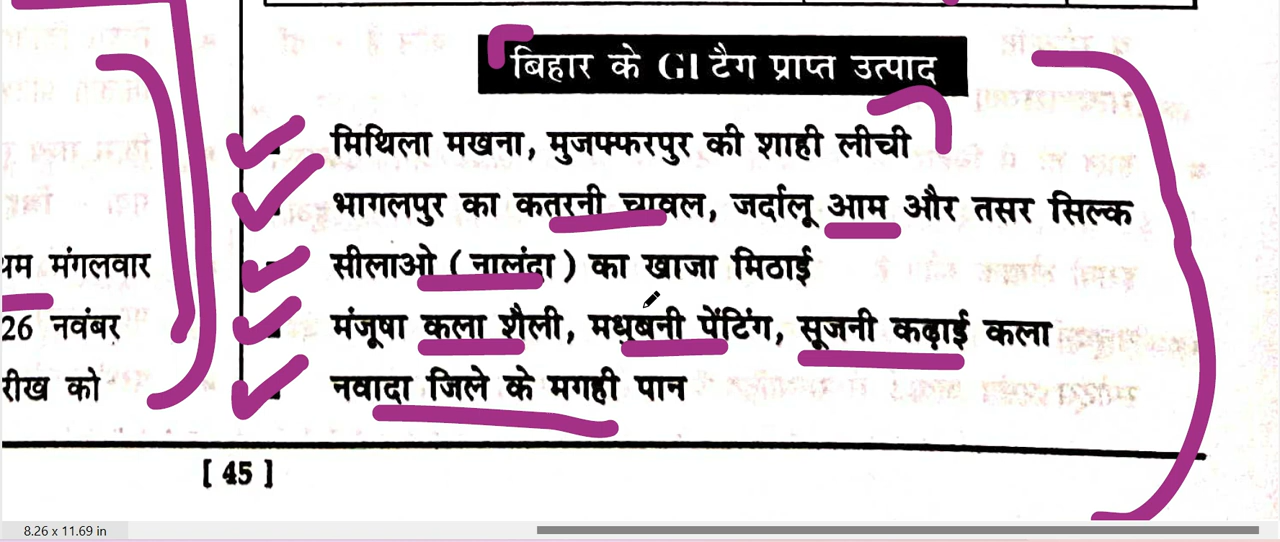 बिहार के GI टैग प्राप्त उत्पाद
मिथिला मखना, मुजफ्फरपुर की शाही लीची
भागलपुर का कतरनी चावल, जर्दालू आम और तसर सिल्क
सीलाओ (नालंदा) का खाजा मिठाई
मंजूषा कला शैली, मधुबनी पेंटिंग, सूजनी कढ़ाई कला
नवादा जिले के मगही पान
मंगलवार
26 नवंबर
को
[ 45 ]
8.26 x 11.69 in